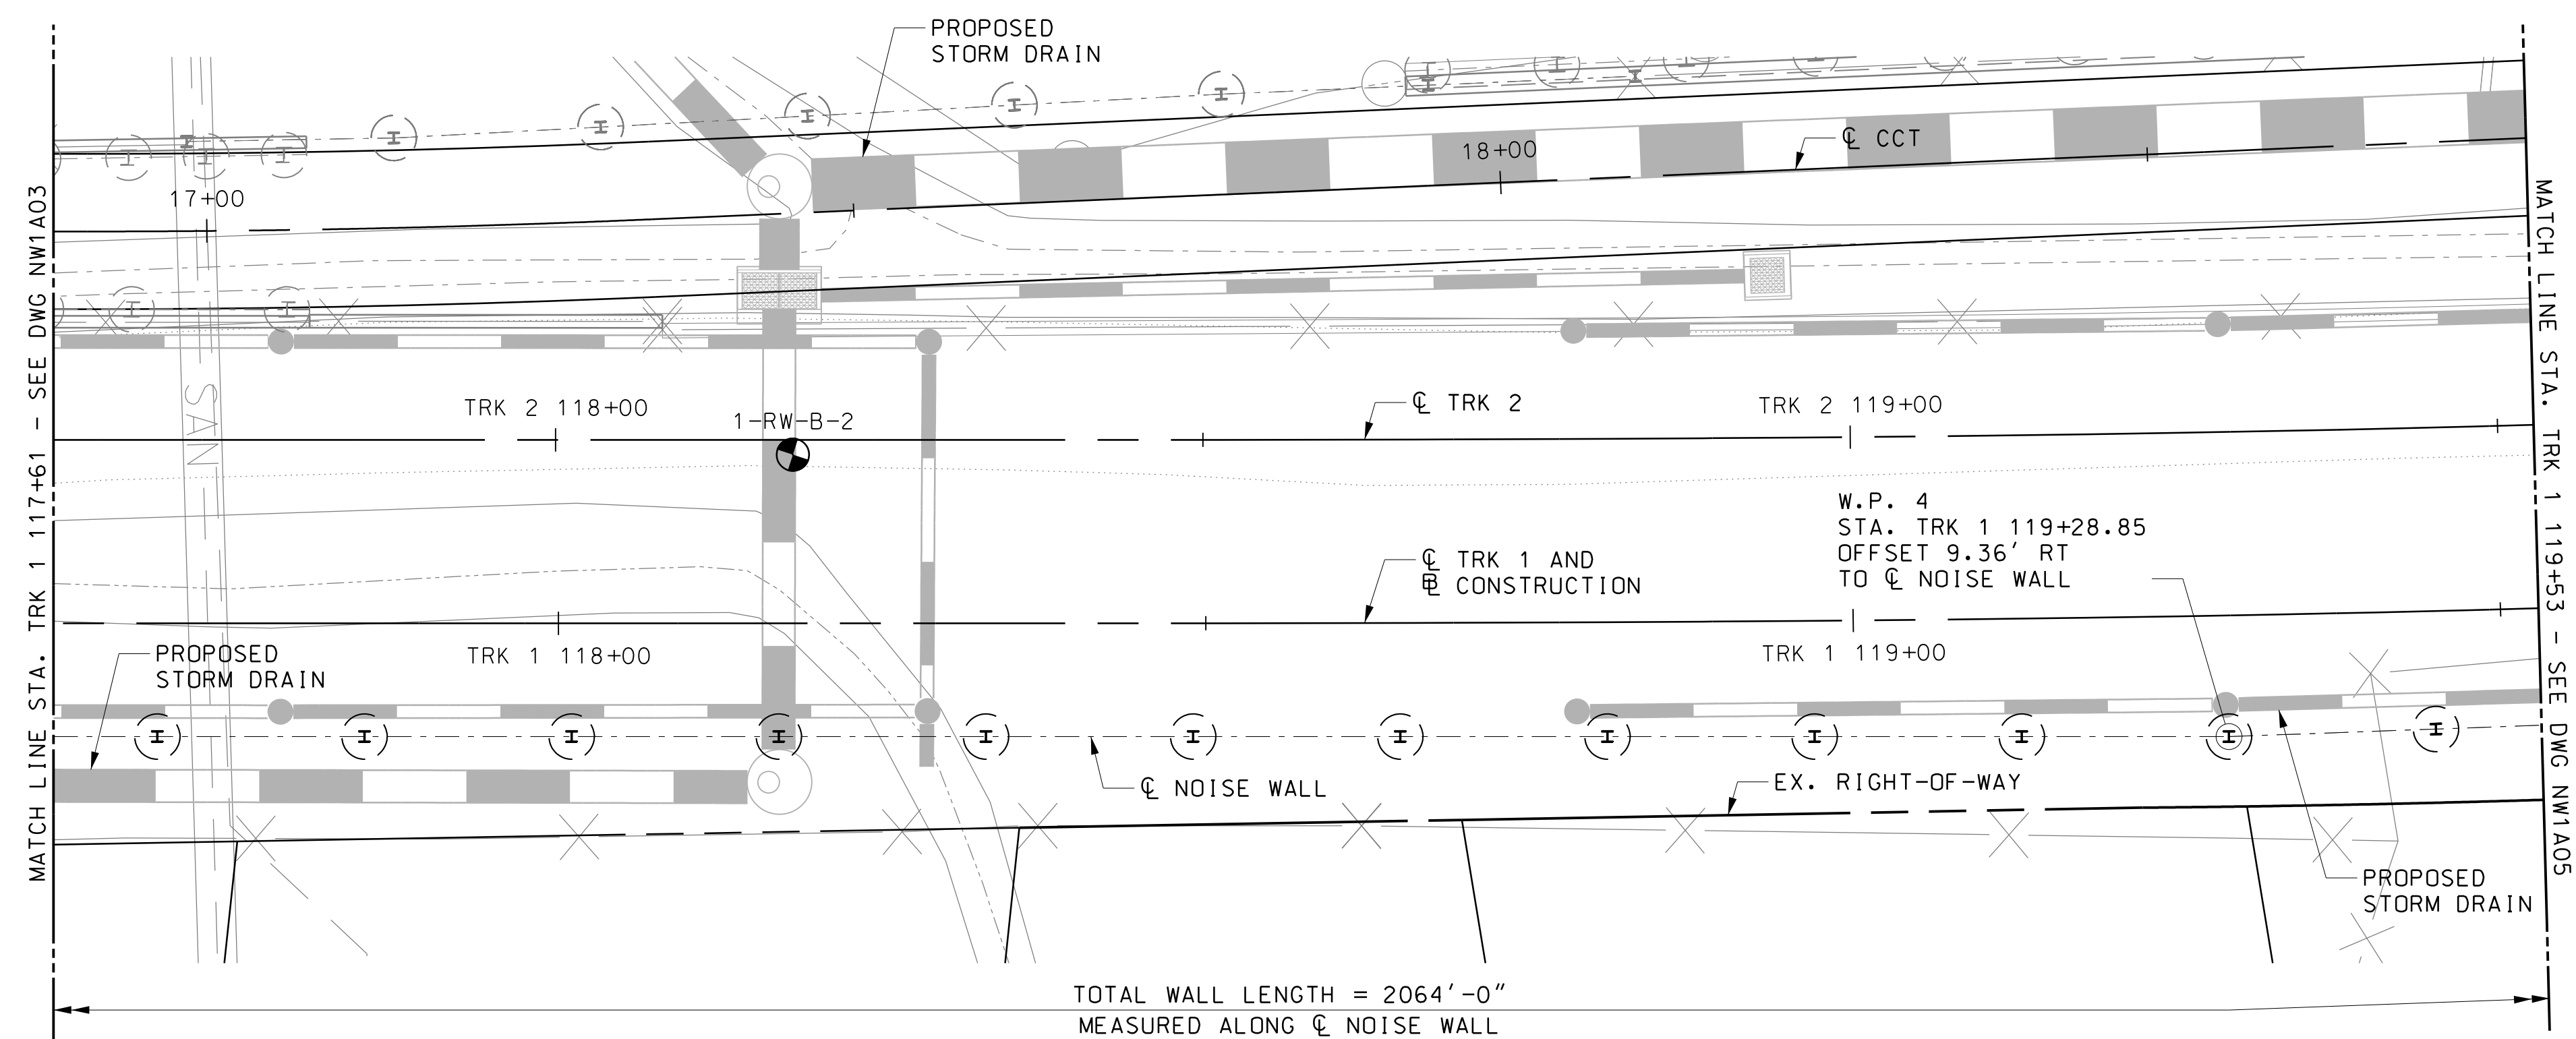 PROPOSED
STORM DRAIN
18+00
℄ CCT
17+00
MATCH LINE STA. TRK 1 117+61 - SEE DWG NW1A03
MATCH LINE STA. TRK 1 119+53 - SEE DWG NW1A05
SAN
TRK 2 118+00
1-RW-B-2
℄ TRK 2
TRK 2 119+00
W.P. 4
STA. TRK 1 119+28.85
OFFSET 9.36' RT
TO ℄ NOISE WALL
℄ TRK 1 AND
BL CONSTRUCTION
PROPOSED
STORM DRAIN
TRK 1 118+00
TRK 1 119+00
℄ NOISE WALL
EX. RIGHT-OF-WAY
PROPOSED
STORM DRAIN
TOTAL WALL LENGTH = 2064'-0"
MEASURED ALONG ℄ NOISE WALL